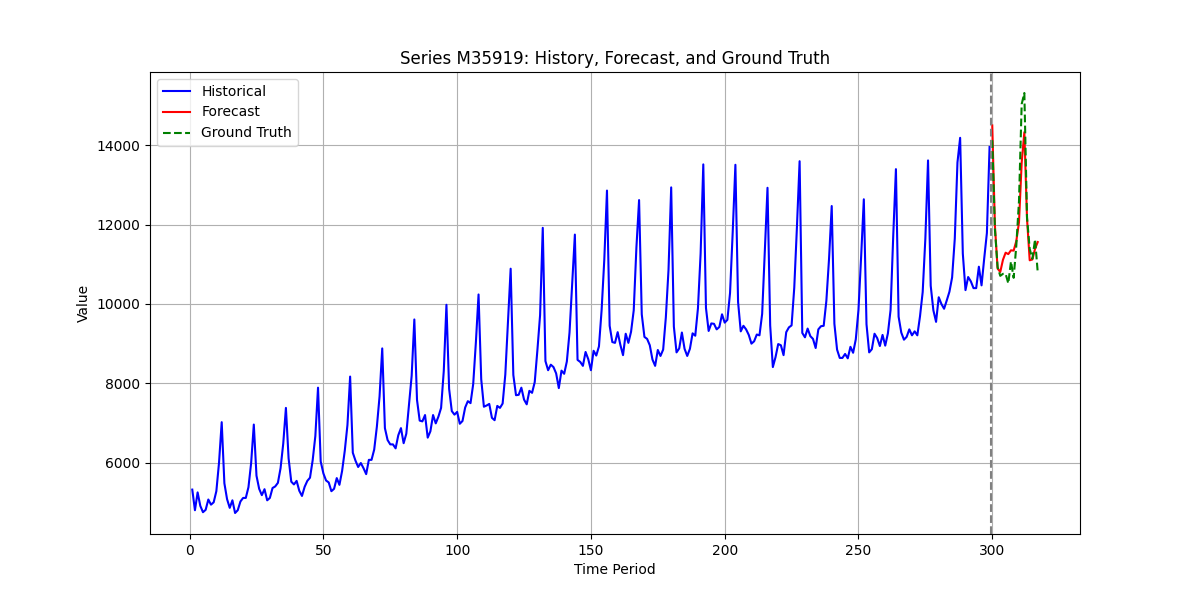 Series M35919: History, Forecast, and Ground Truth
Historical
Forecast
Ground Truth
Value
14000
12000
10000
8000
6000
0 50 100 150 200 250 300
Time Period